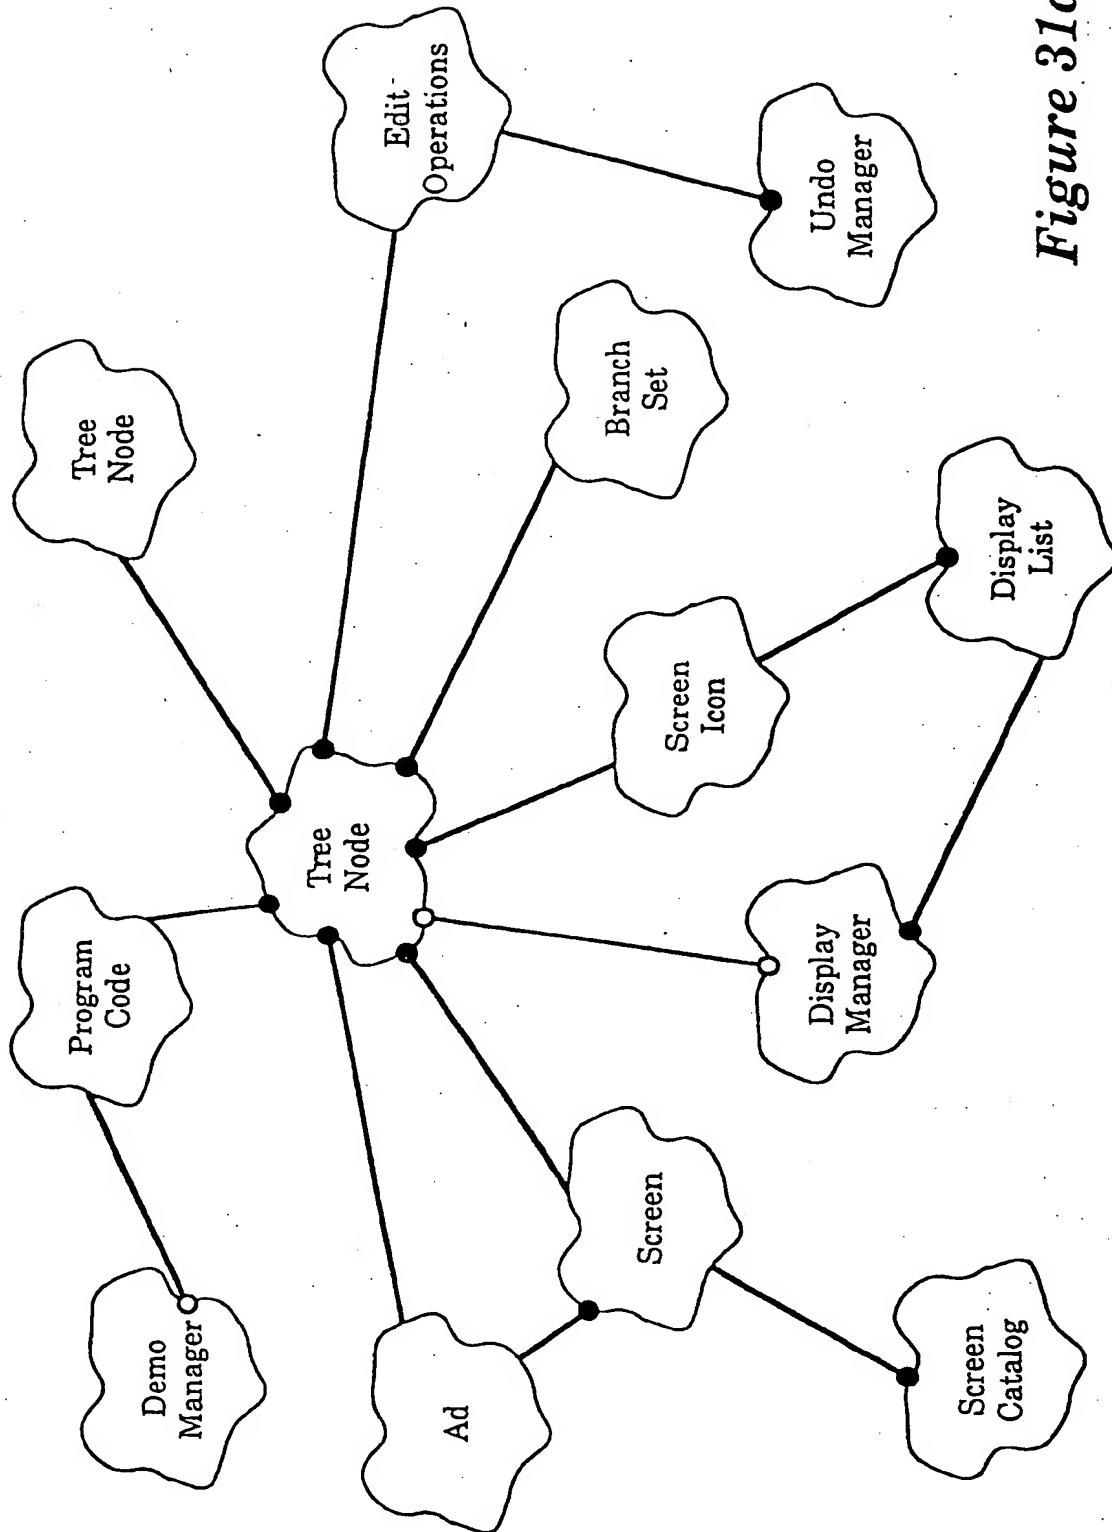 Demo
Manager
Program
Code
Tree
Node
Tree
Node
Ad
Edit
Operations
Screen
Screen
Icon
Branch
Set
Display
Manager
Undo
Manager
Screen
Catalog
Display
List
Figure